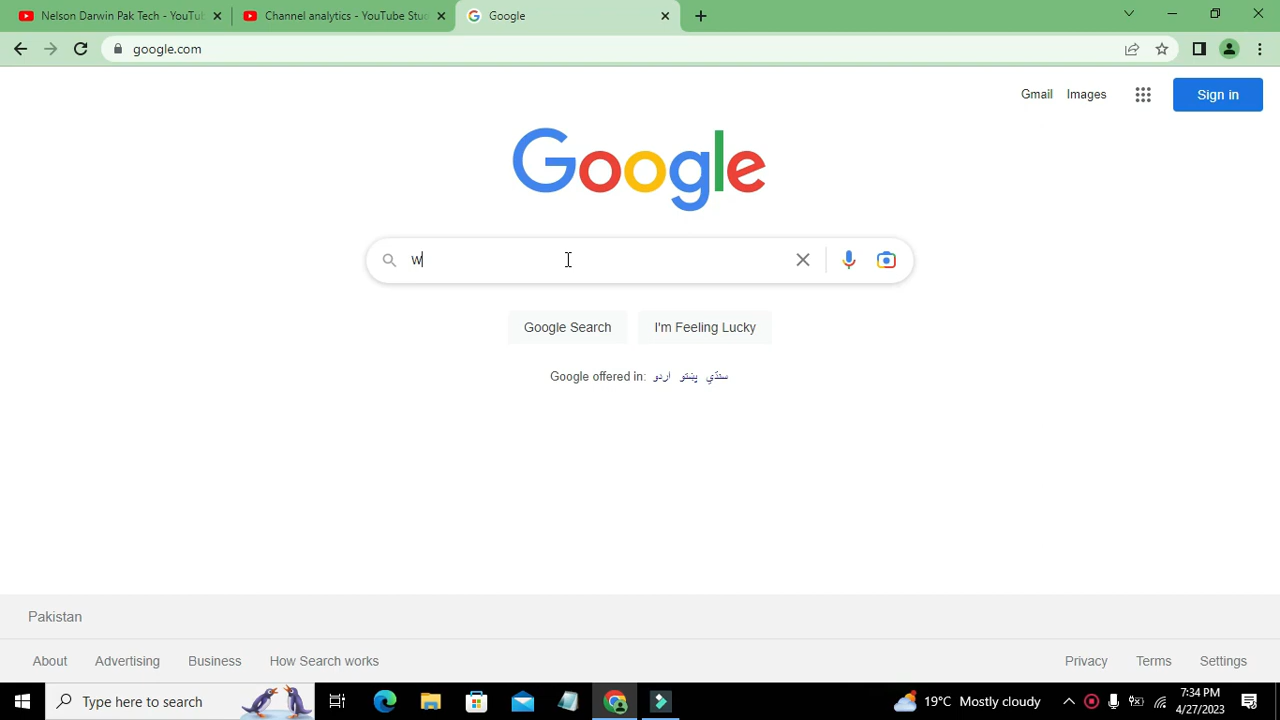 Nelson Darwin Pak Tech - YouTu
Channel analytics - YouTube Stu
Google
google.com
Gmail Images Sign in
Google
W
Google Search I'm Feeling Lucky
Google offered in: اردو پښتو سنڌي
Pakistan
About Advertising Business How Search works Privacy Terms Settings
Type here to search 19°C Mostly cloudy
7:34 PM
4/27/2023